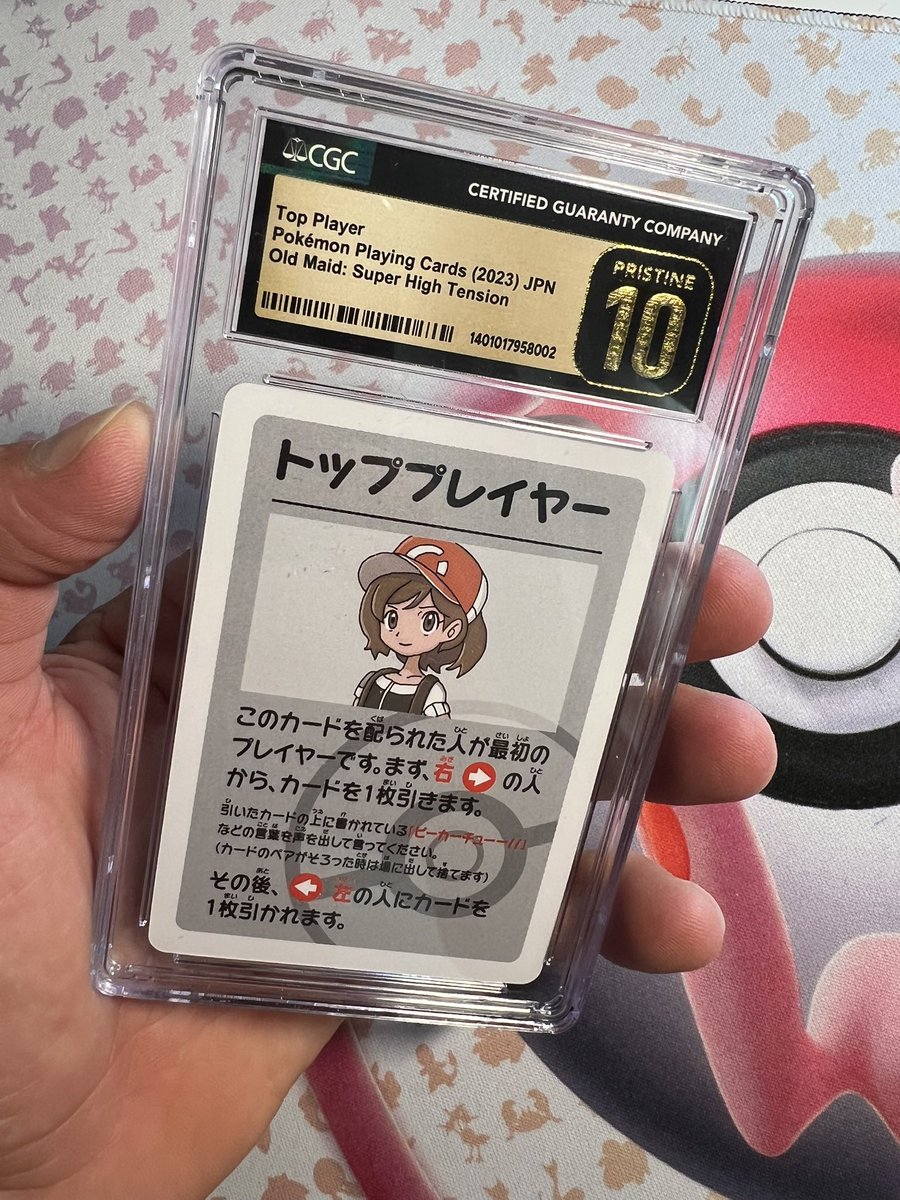 CGC
CERTIFIED GUARANTY COMPANY
Top Player
Pokémon Playing Cards (2023) JPN
Old Maid: Super High Tension
1401017958002
PRISTINE
10
トッププレイヤー
このカードを配られた人が最初の
プレイヤーです。まず、右の人
から、カードを1枚引きます。
引いたカードの上に書かれている「ピーカーチューー!/」
などの言葉を声を出して言ってください。
(カードのペアがそろった時は場に出して捨てます)
その後、左の人にカードを
1枚引かれます。